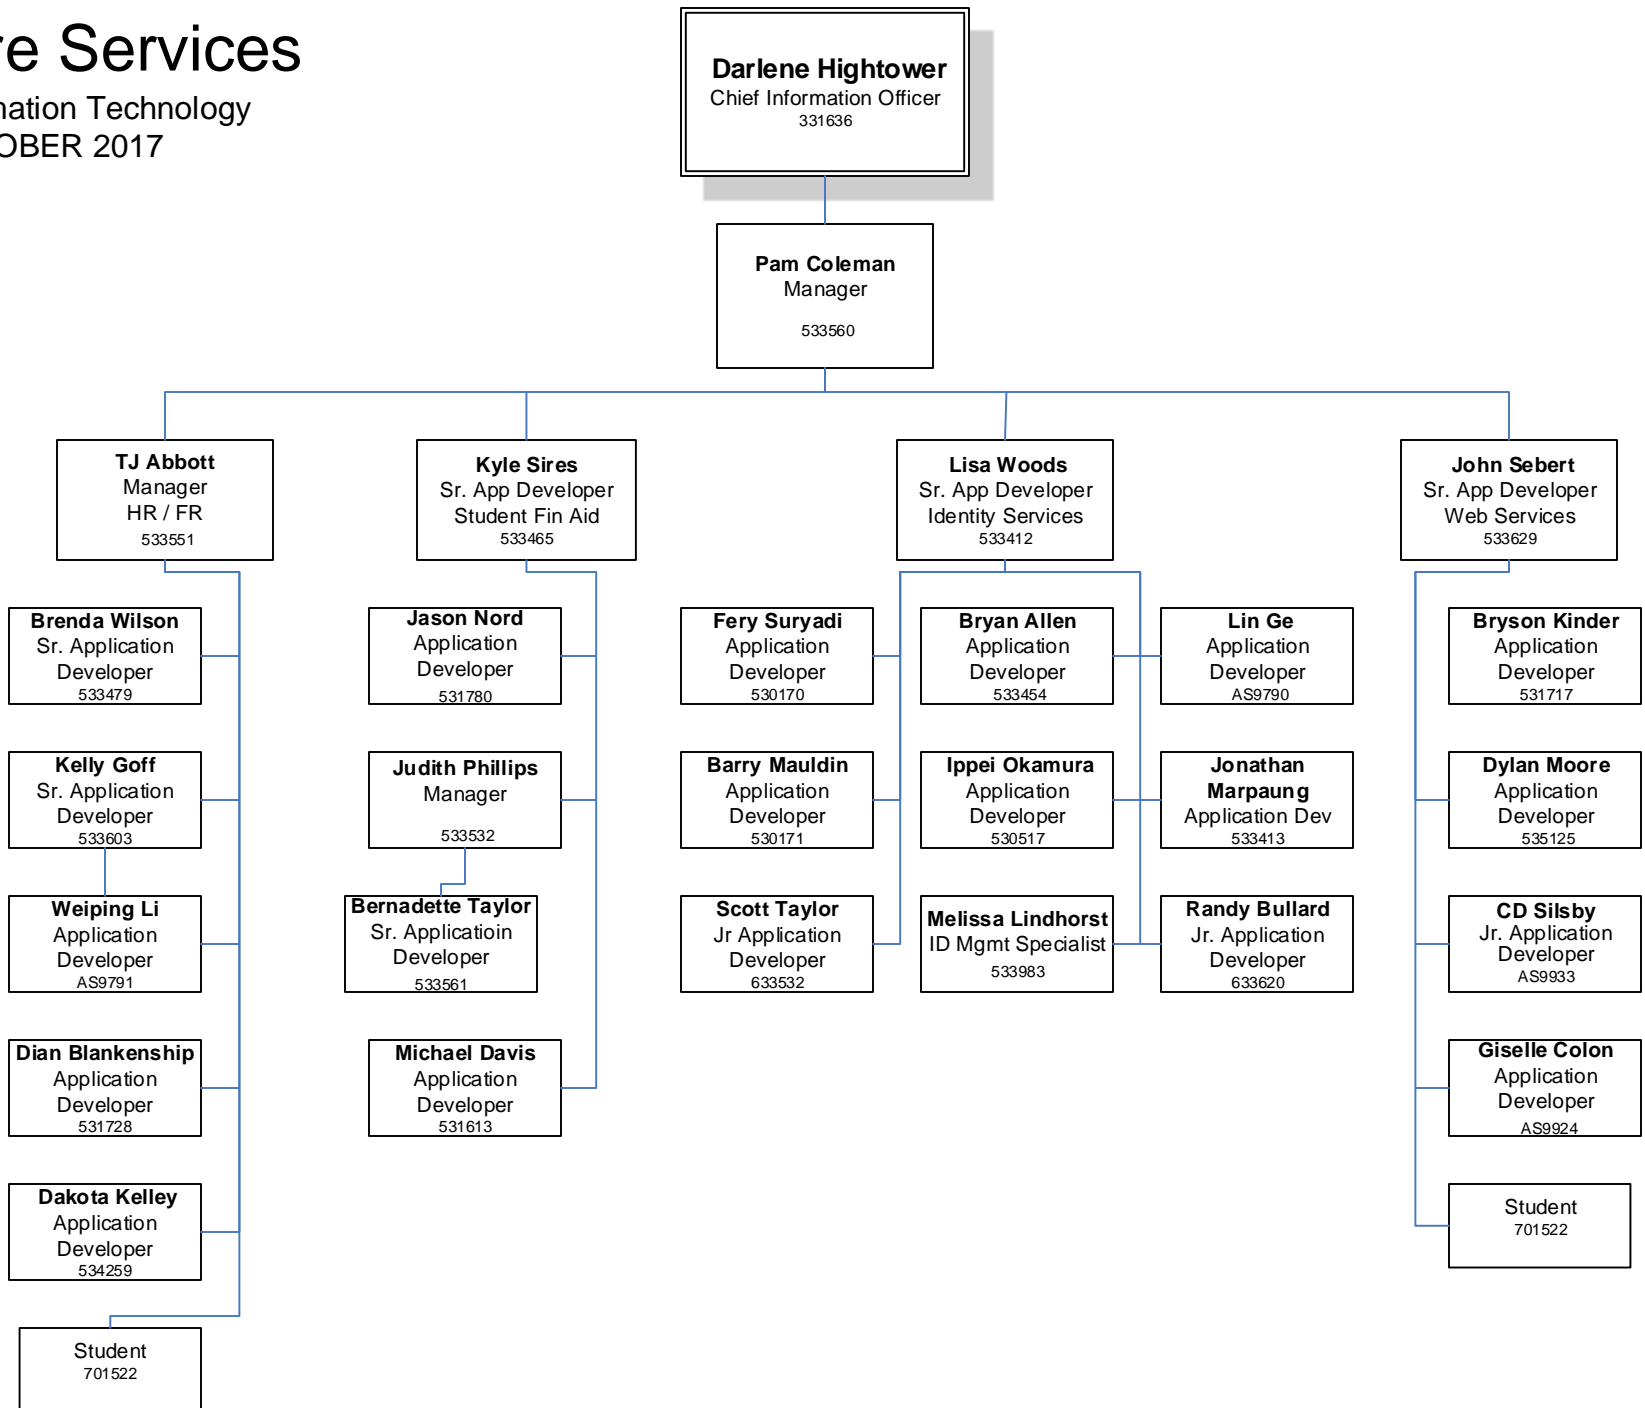 re Services
nation Technology
OBER 2017
Darlene Hightower
Chief Information Officer
331636
Pam Coleman
Manager
533560
TJ Abbott
Manager
HR / FR
533551
Kyle Sires
Sr. App Developer
Student Fin Aid
533465
Lisa Woods
Sr. App Developer
Identity Services
533412
John Sebert
Sr. App Developer
Web Services
533629
Brenda Wilson
Sr. Application
Developer
533479
Jason Nord
Application
Developer
531780
Fery Suryadi
Application
Developer
530170
Bryan Allen
Application
Developer
533454
Lin Ge
Application
Developer
AS9790
Bryson Kinder
Application
Developer
531717
Kelly Goff
Sr. Application
Developer
533603
Judith Phillips
Manager
533532
Barry Mauldin
Application
Developer
530171
Ippei Okamura
Application
Developer
530517
Jonathan
Marpaung
Application Dev
533413
Dylan Moore
Application
Developer
535125
Weiping Li
Application
Developer
AS9791
Bernadette Taylor
Sr. Applicatioin
Developer
533561
Scott Taylor
Jr Application
Developer
633532
Melissa Lindhorst
ID Mgmt Specialist
533983
Randy Bullard
Jr. Application
Developer
633620
CD Silsby
Jr. Application
Developer
AS9933
Dian Blankenship
Application
Developer
531728
Michael Davis
Application
Developer
531613
Giselle Colon
Application
Developer
AS9924
Dakota Kelley
Application
Developer
534259
Student
701522
Student
701522